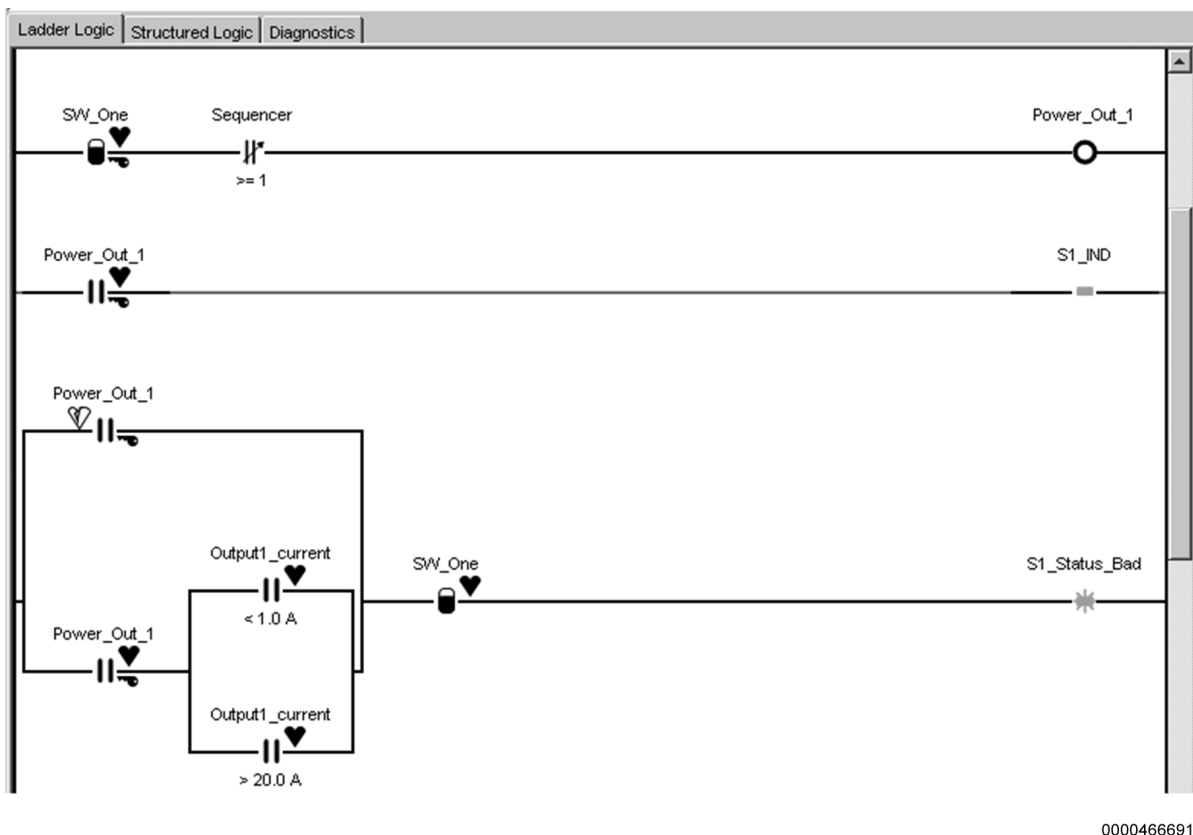 Ladder Logic Structured Logic Diagnostics
SW_One Sequencer Power_Out_1
>= 1
Power_Out_1 S1_IND
Power_Out_1
Output1_current
SW_One S1_Status_Bad
< 1.0 A
Power_Out_1
Output1_current
> 20.0 A
0000466691